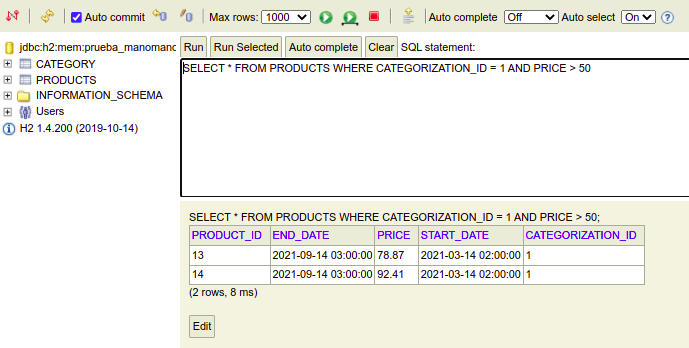 Auto commit Max rows: 1000 Auto complete Off Auto select On
jdbc:h2:mem:prueba_manomano
CATEGORY
PRODUCTS
INFORMATION_SCHEMA
Users
H2 1.4.200 (2019-10-14)
Run Run Selected Auto complete Clear SQL statement:
SELECT * FROM PRODUCTS WHERE CATEGORIZATION_ID = 1 AND PRICE > 50
SELECT * FROM PRODUCTS WHERE CATEGORIZATION_ID = 1 AND PRICE > 50;
PRODUCT_ID END_DATE PRICE START_DATE CATEGORIZATION_ID
13 2021-09-14 03:00:00 78.87 2021-03-14 02:00:00 1
14 2021-09-14 03:00:00 92.41 2021-03-14 02:00:00 1
(2 rows, 8 ms)
Edit